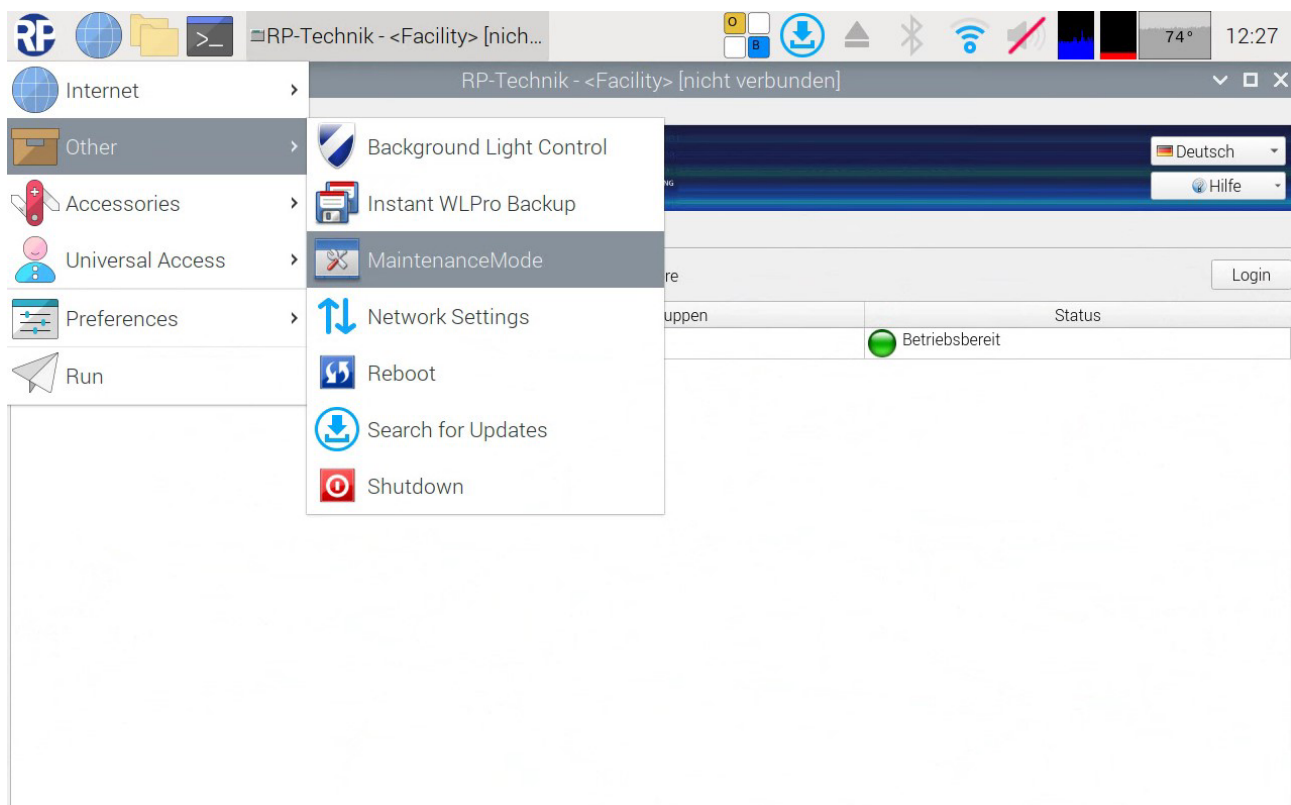 RP
>_
RP-Technik - <Facility> [nich...
O
B
74°
12:27
RP-Technik - <Facility> [nicht verbunden]
Internet
Other
Accessories
Universal Access
Preferences
Run
Background Light Control
Instant WLPro Backup
MaintenanceMode
Network Settings
Reboot
Search for Updates
Shutdown
NG
Deutsch
Hilfe
re
Login
uppen
Status
Betriebsbereit